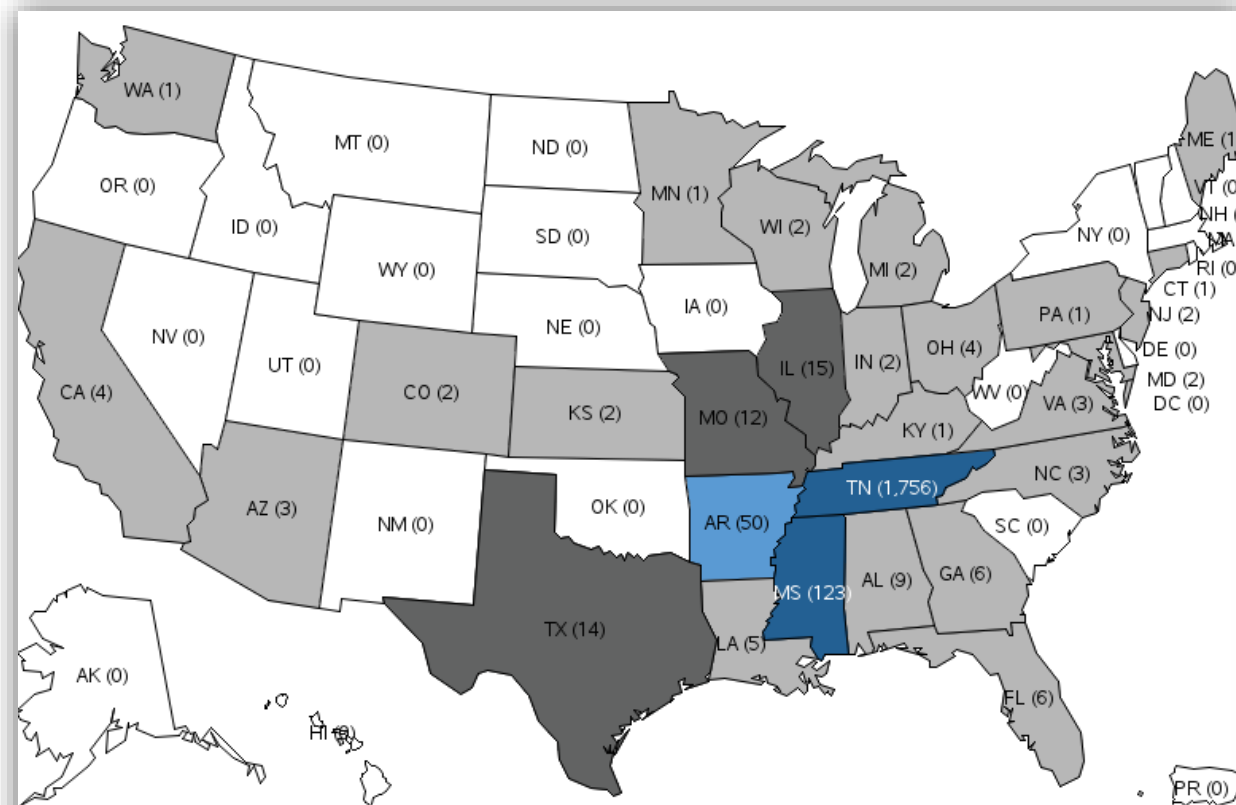 WA (1)
MT (0)
ND (0)
MN (1)
ME (1
OR (0)
ID (0)
SD (0)
WI (2)
VT (0
NH (
NY (0)
MA
WY (0)
MI (2)
RI (0
CT (1)
IA (0)
PA (1)
NJ (2)
NV (0)
NE (0)
UT (0)
IL (15)
IN (2)
OH (4)
DE (0)
CA (4)
CO (2)
KS (2)
MO (12)
WV (0)
MD (2)
VA (3)
DC (0)
KY (1)
AZ (3)
NM (0)
OK (0)
AR (50)
TN (1,756)
NC (3)
SC (0)
TX (14)
LA (5)
MS (123)
AL (9)
GA (6)
AK (0)
FL (6)
PR (0)